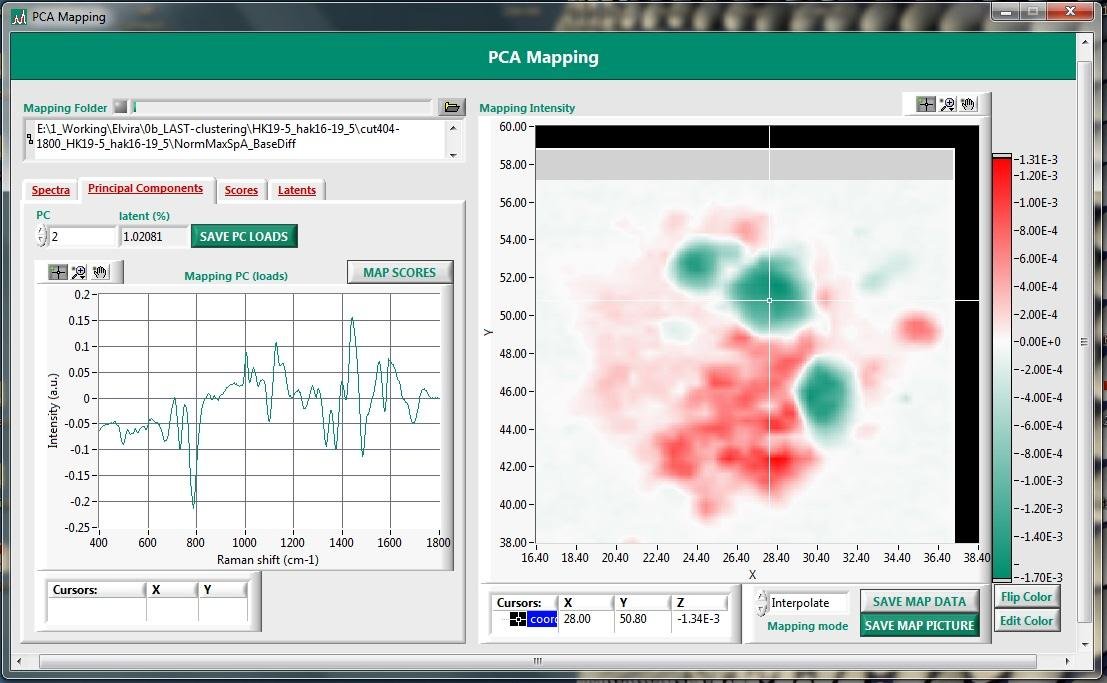 PCA Mapping
PCA Mapping
Mapping Folder
E:\1_Working\Elvira\0b_LAST-clustering\HK19-5_hak16-19_5\cut404-
1800_HK19-5_hak16-19_5\NormMaxSpA_BaseDiff
Spectra Principal Components Scores Latents
PC latent (%)
2 1.02081 SAVE PC LOADS
Mapping PC (loads) MAP SCORES
Intensity (a.u.)
0.2
0.15
0.1
0.05
0
-0.05
-0.1
-0.15
-0.2
-0.25
400 600 800 1000 1200 1400 1600 1800
Raman shift (cm-1)
Cursors: X Y
Mapping Intensity
Y
60.00
58.00
56.00
54.00
52.00
50.00
48.00
46.00
44.00
42.00
40.00
38.00
16.40 18.40 20.40 22.40 24.40 26.40 28.40 30.40 32.40 34.40 36.40 38.40
X
1.31E-3
1.20E-3
1.00E-3
8.00E-4
6.00E-4
4.00E-4
2.00E-4
0.00E+0
-2.00E-4
-4.00E-4
-6.00E-4
-8.00E-4
-1.00E-3
-1.20E-3
-1.40E-3
-1.70E-3
Cursors: X Y Z
coord 28.00 50.80 -1.34E-3
Interpolate
Mapping mode
SAVE MAP DATA
SAVE MAP PICTURE
Flip Color
Edit Color